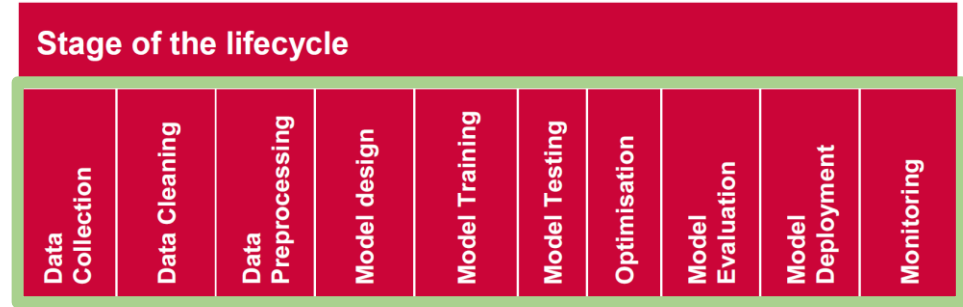 Stage of the lifecycle
Data
Collection
Data Cleaning
Data
Preprocessing
Model design
Model Training
Model Testing
Optimisation
Model
Evaluation
Model
Deployment
Monitoring